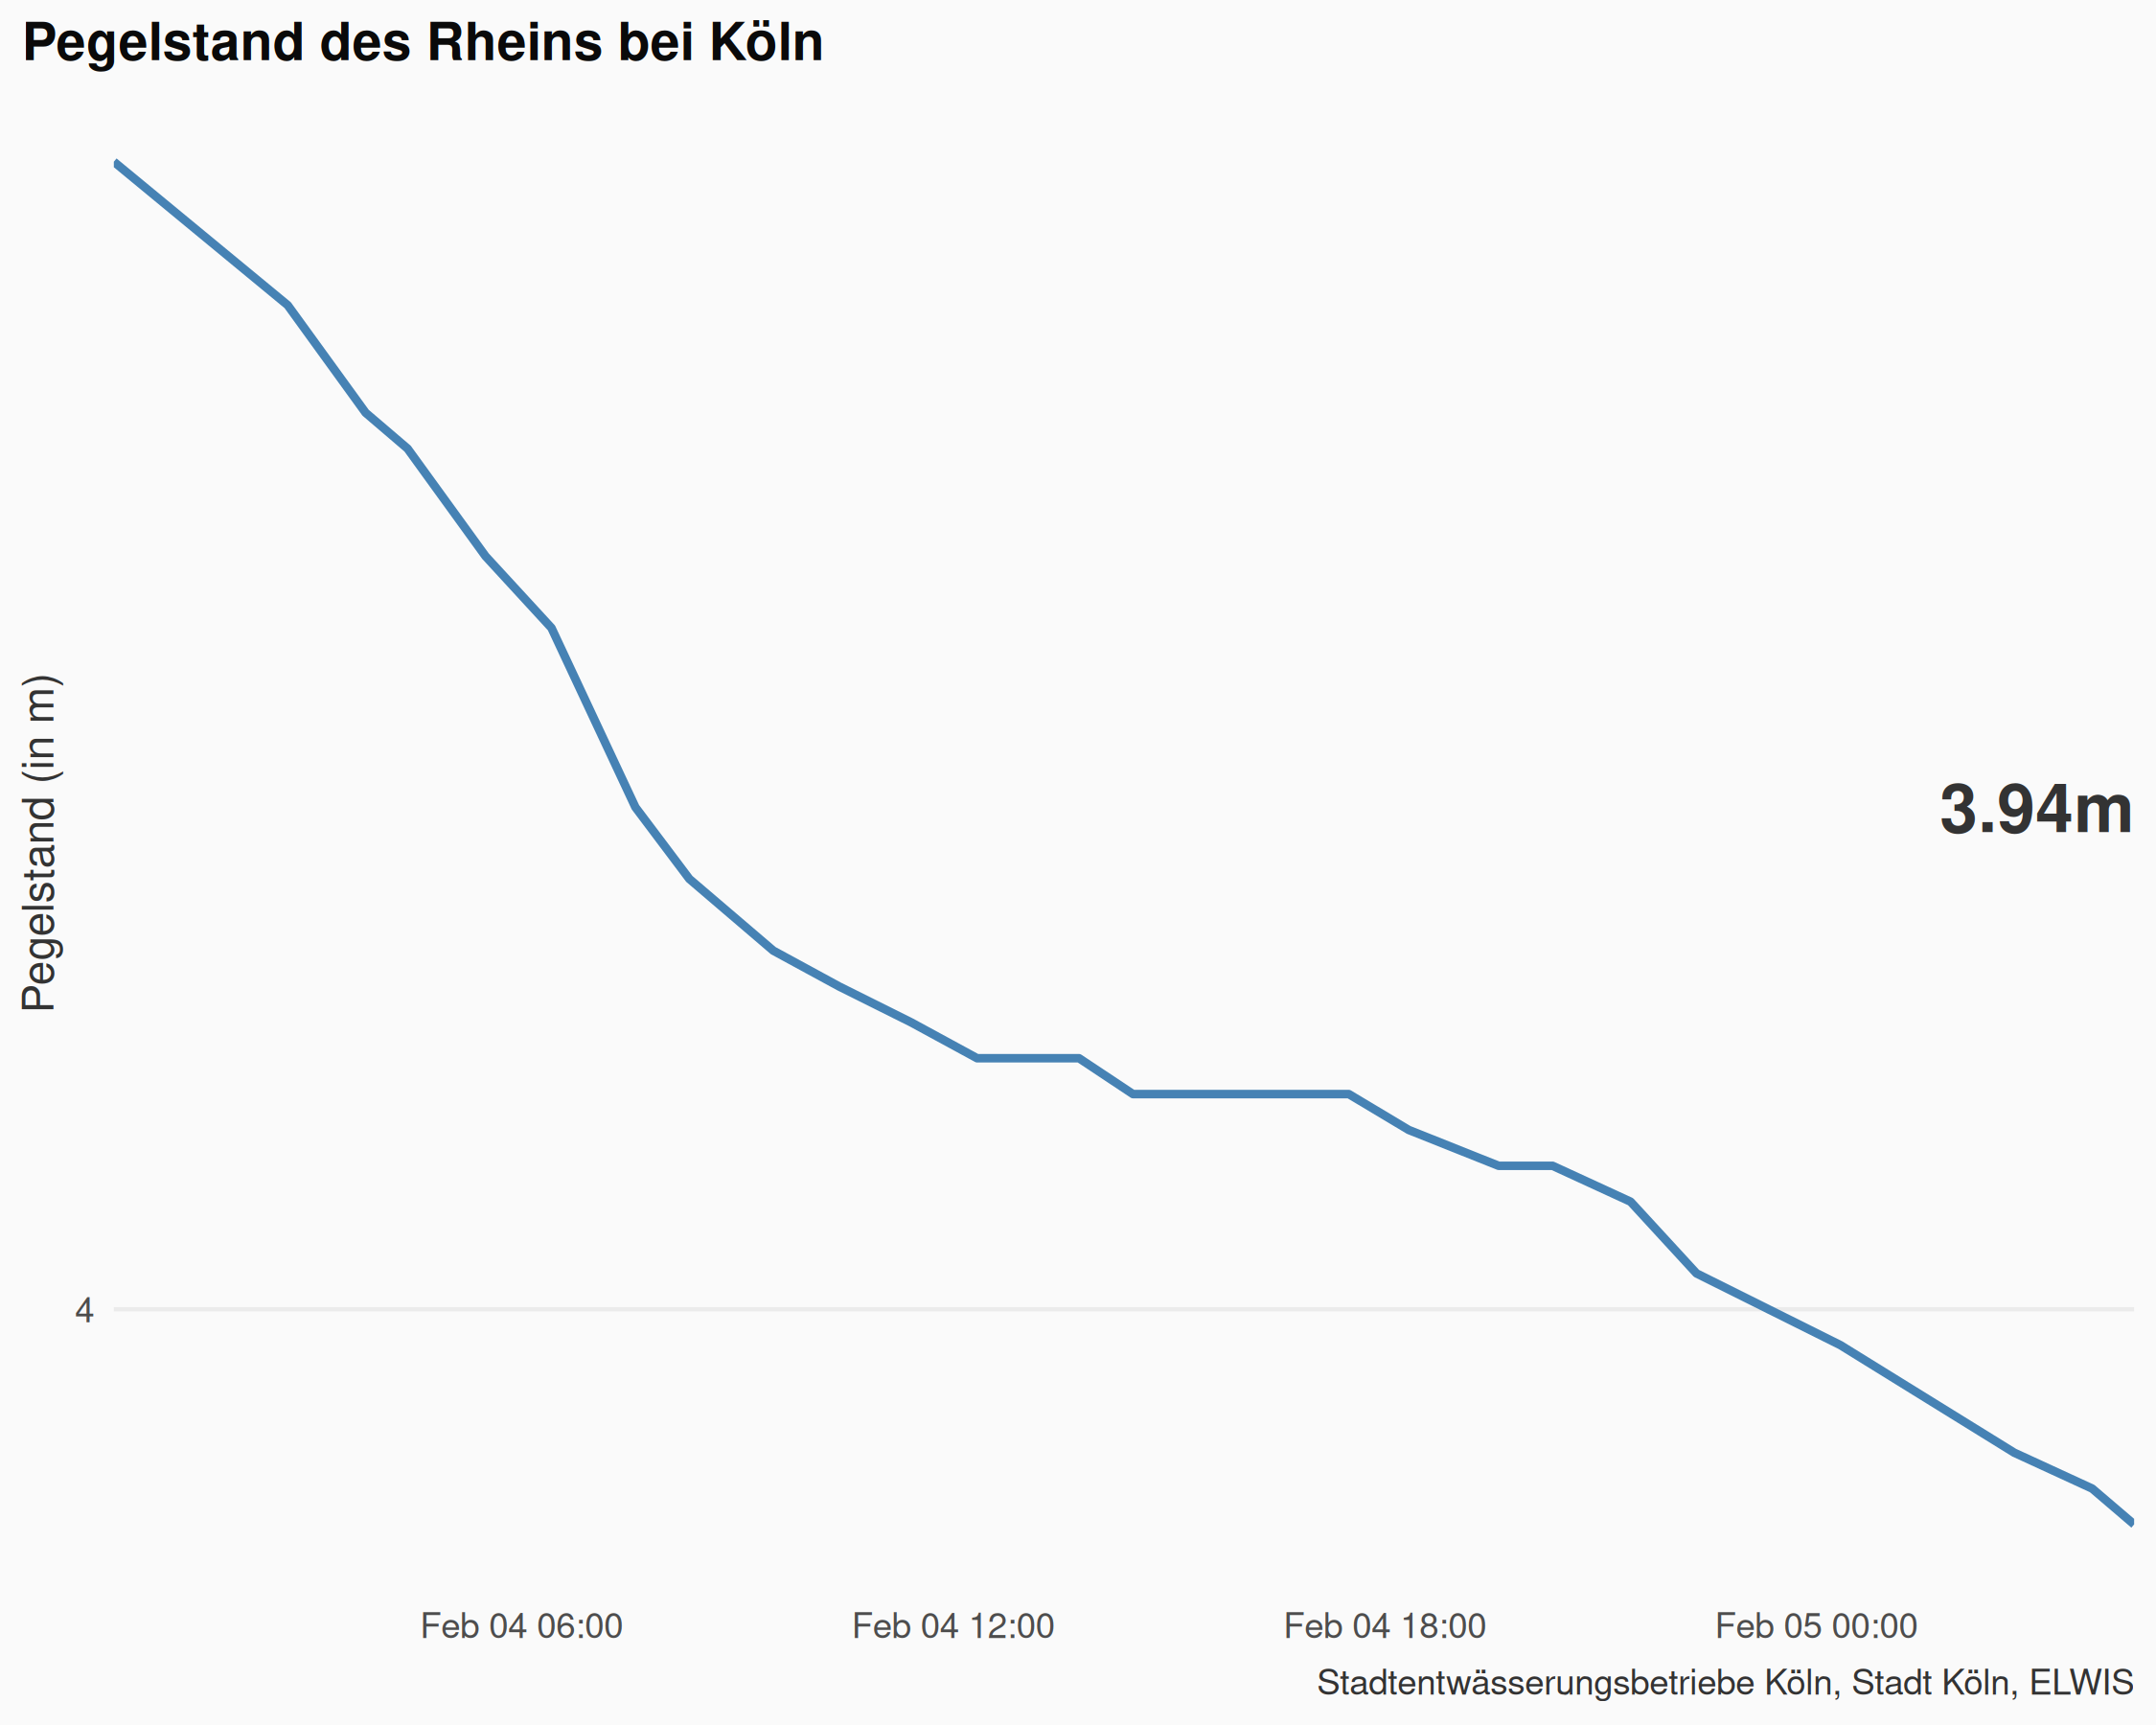 Pegelstand des Rheins bei Köln
Pegelstand (in m)
3.94m
4
Feb 04 06:00
Feb 04 12:00
Feb 04 18:00
Feb 05 00:00
Stadtentwässerungsbetriebe Köln, Stadt Köln, ELWIS